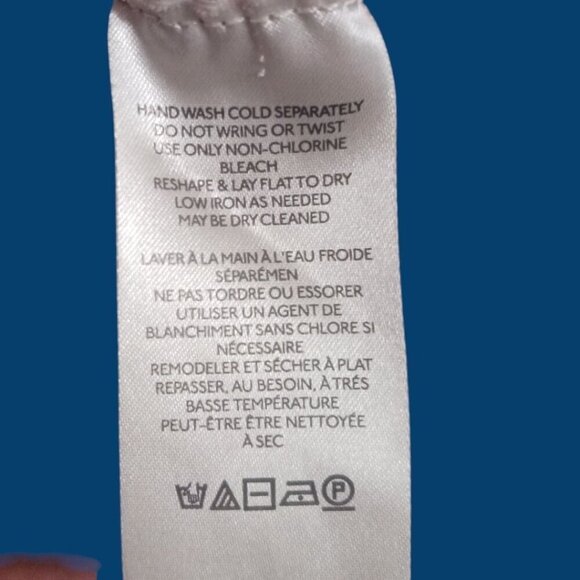 HAND WASH COLD SEPARATELY
DO NOT WRING OR TWIST
USE ONLY NON-CHLORINE
BLEACH
RESHAPE & LAY FLAT TO DRY
LOW IRON AS NEEDED
MAY BE DRY CLEANED
LAVER À LA MAIN À L'EAU FROIDE
SÉPARÉMEN
NE PAS TORDRE OU ESSORER
UTILISER UN AGENT DE
BLANCHIMENT SANS CHLORE SI
NÉCESSAIRE
REMODELER ET SÉCHER À PLAT
REPASSER, AU BESOIN, À TRÉS
BASSE TEMPÉRATURE
PEUT-ÊTRE ÊTRE NETTOYÉE
À SEC
P